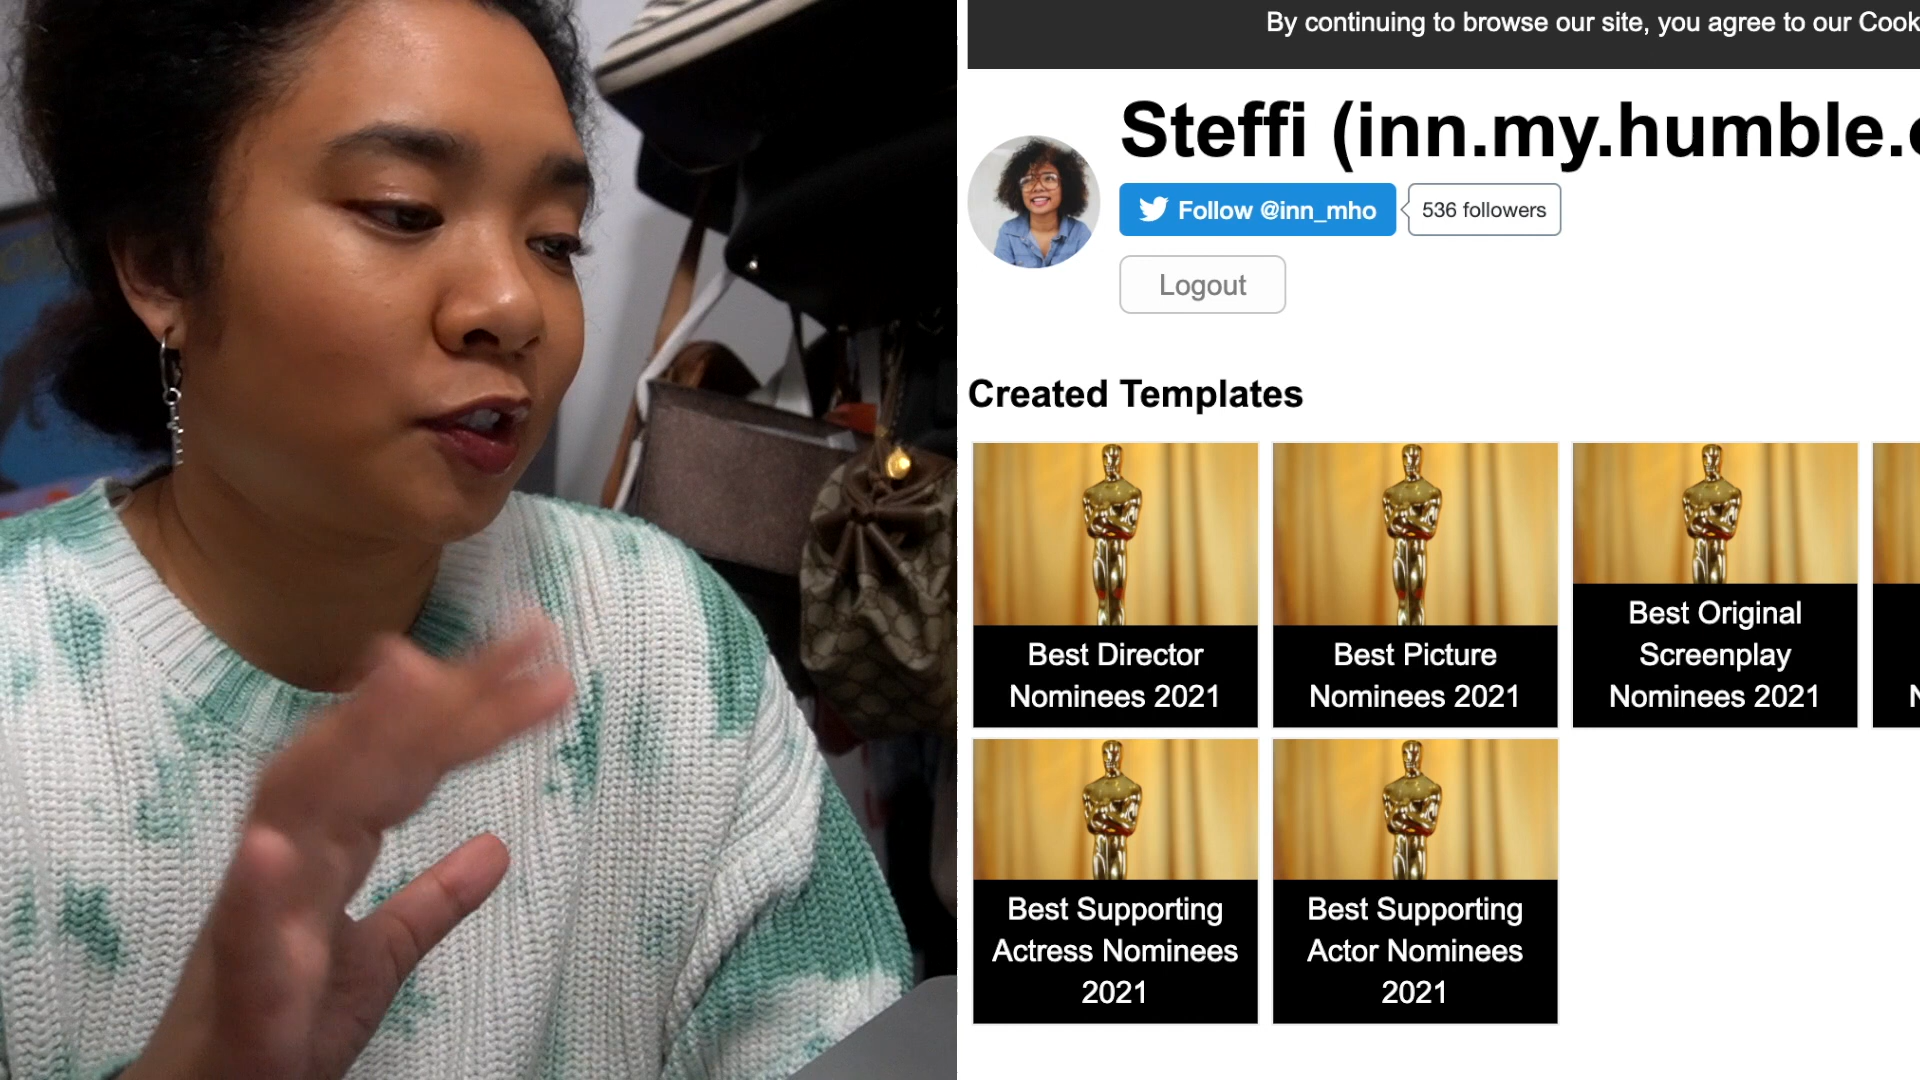 By continuing to browse our site, you agree to our Cook
Steffi (inn.my.humble.
Follow @inn_mho
536 followers
Logout
Created Templates
Best Director
Nominees 2021
Best Picture
Nominees 2021
Best Original
Screenplay
Nominees 2021
N
Best Supporting
Actress Nominees
2021
Best Supporting
Actor Nominees
2021